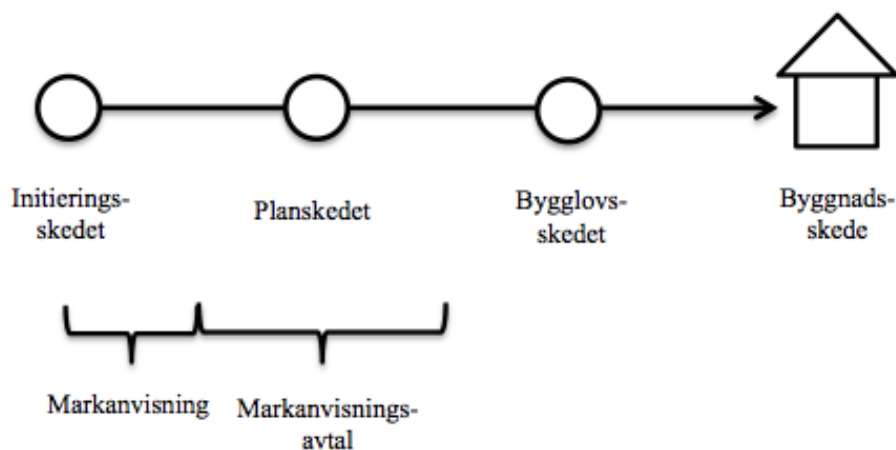 Initierings-
skedet
Planskedet
Bygglovs-
skedet
Byggnads-
skede
Markanvisning
Markanvisnings-
avtal